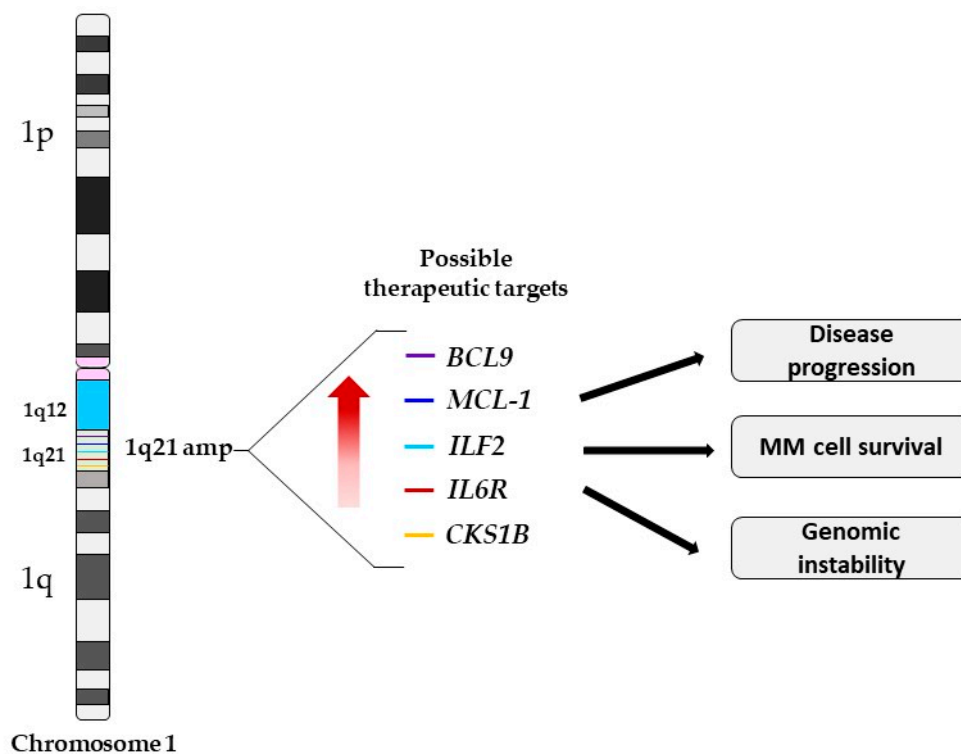 1p
1q12
1q21
1q
Chromosome 1
1q21 amp
Possible
therapeutic targets
BCL9
MCL-1
ILF2
IL6R
CKS1B
Disease
progression
MM cell survival
Genomic
instability